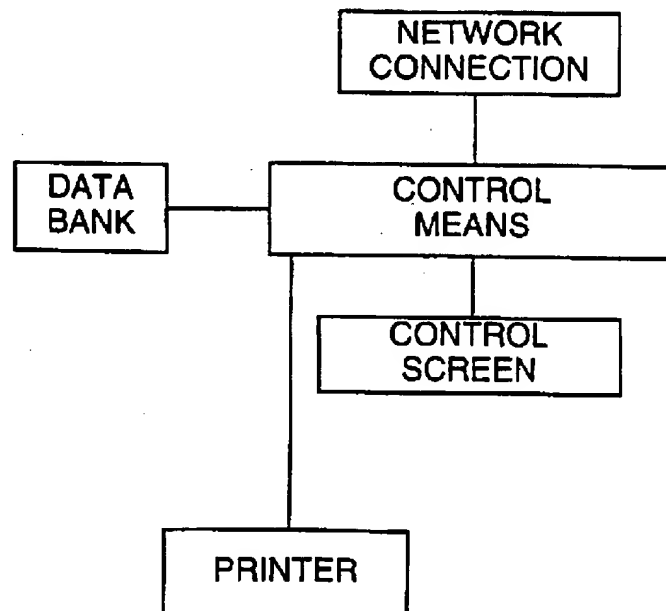 NETWORK
CONNECTION
DATA
BANK
CONTROL
MEANS
CONTROL
SCREEN
PRINTER